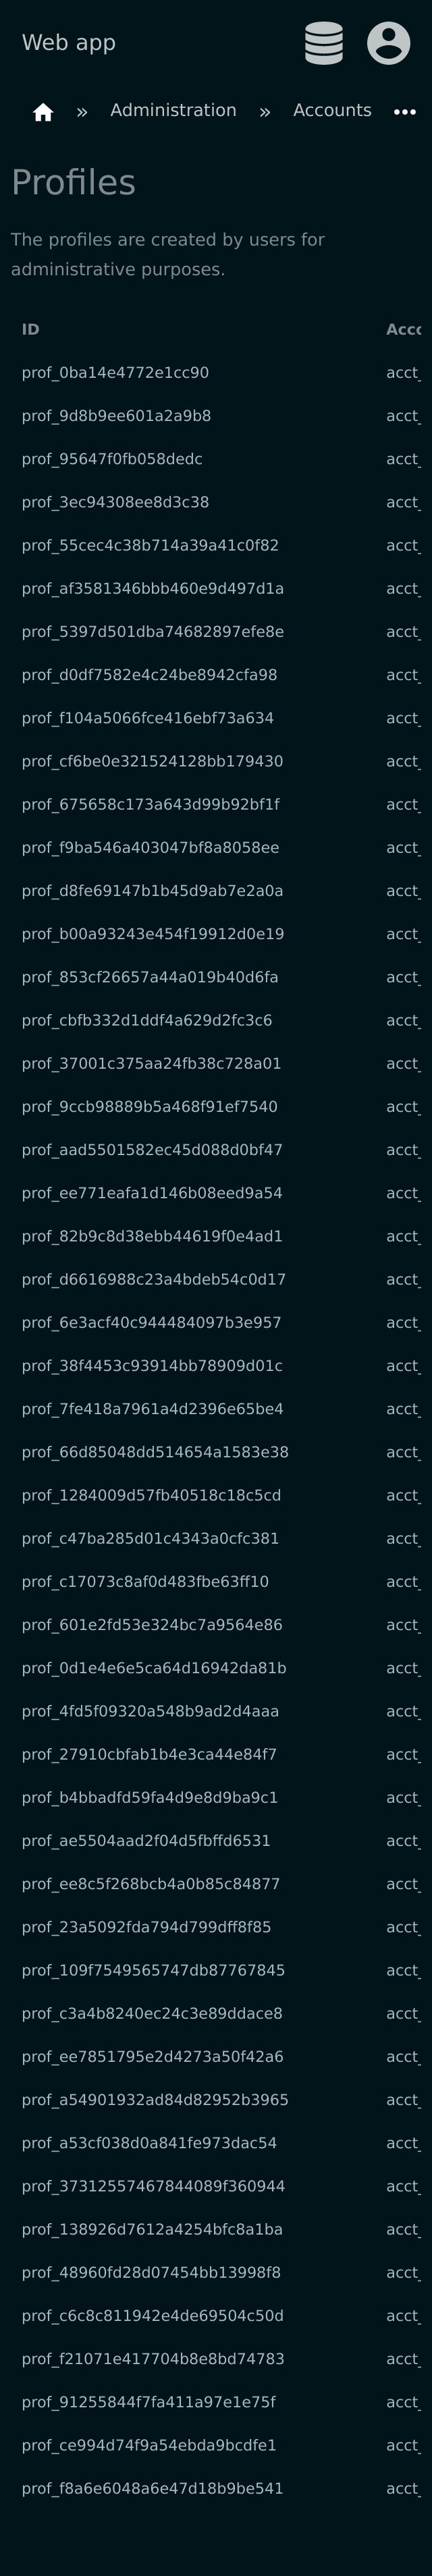 Web app
» Administration » Accounts •••
Profiles
The profiles are created by users for
administrative purposes.
ID Acco
prof_0ba14e4772e1cc90 acct_
prof_9d8b9ee601a2a9b8 acct_
prof_95647f0fb058dedc acct_
prof_3ec94308ee8d3c38 acct_
prof_55cec4c38b714a39a41c0f82 acct_
prof_af3581346bbb460e9d497d1a acct_
prof_5397d501dba74682897efe8e acct_
prof_d0df7582e4c24be8942cfa98 acct_
prof_f104a5066fce416ebf73a634 acct_
prof_cf6be0e321524128bb179430 acct_
prof_675658c173a643d99b92bf1f acct_
prof_f9ba546a403047bf8a8058ee acct_
prof_d8fe69147b1b45d9ab7e2a0a acct_
prof_b00a93243e454f19912d0e19 acct_
prof_853cf26657a44a019b40d6fa acct_
prof_cbfb332d1ddf4a629d2fc3c6 acct_
prof_37001c375aa24fb38c728a01 acct_
prof_9ccb98889b5a468f91ef7540 acct_
prof_aad5501582ec45d088d0bf47 acct_
prof_ee771eafa1d146b08eed9a54 acct_
prof_82b9c8d38ebb44619f0e4ad1 acct_
prof_d6616988c23a4bdeb54c0d17 acct_
prof_6e3acf40c944484097b3e957 acct_
prof_38f4453c93914bb78909d01c acct_
prof_7fe418a7961a4d2396e65be4 acct_
prof_66d85048dd514654a1583e38 acct_
prof_1284009d57fb40518c18c5cd acct_
prof_c47ba285d01c4343a0cfc381 acct_
prof_c17073c8af0d483fbe63ff10 acct_
prof_601e2fd53e324bc7a9564e86 acct_
prof_0d1e4e6e5ca64d16942da81b acct_
prof_4fd5f09320a548b9ad2d4aaa acct_
prof_27910cbfab1b4e3ca44e84f7 acct_
prof_b4bbadfd59fa4d9e8d9ba9c1 acct_
prof_ae5504aad2f04d5fbffd6531 acct_
prof_ee8c5f268bcb4a0b85c84877 acct_
prof_23a5092fda794d799dff8f85 acct_
prof_109f7549565747db87767845 acct_
prof_c3a4b8240ec24c3e89ddace8 acct_
prof_ee7851795e2d4273a50f42a6 acct_
prof_a54901932ad84d82952b3965 acct_
prof_a53cf038d0a841fe973dac54 acct_
prof_37312557467844089f360944 acct_
prof_138926d7612a4254bfc8a1ba acct_
prof_48960fd28d07454bb13998f8 acct_
prof_c6c8c811942e4de69504c50d acct_
prof_f21071e417704b8e8bd74783 acct_
prof_91255844f7fa411a97e1e75f acct_
prof_ce994d74f9a54ebda9bcdfe1 acct_
prof_f8a6e6048a6e47d18b9be541 acct_